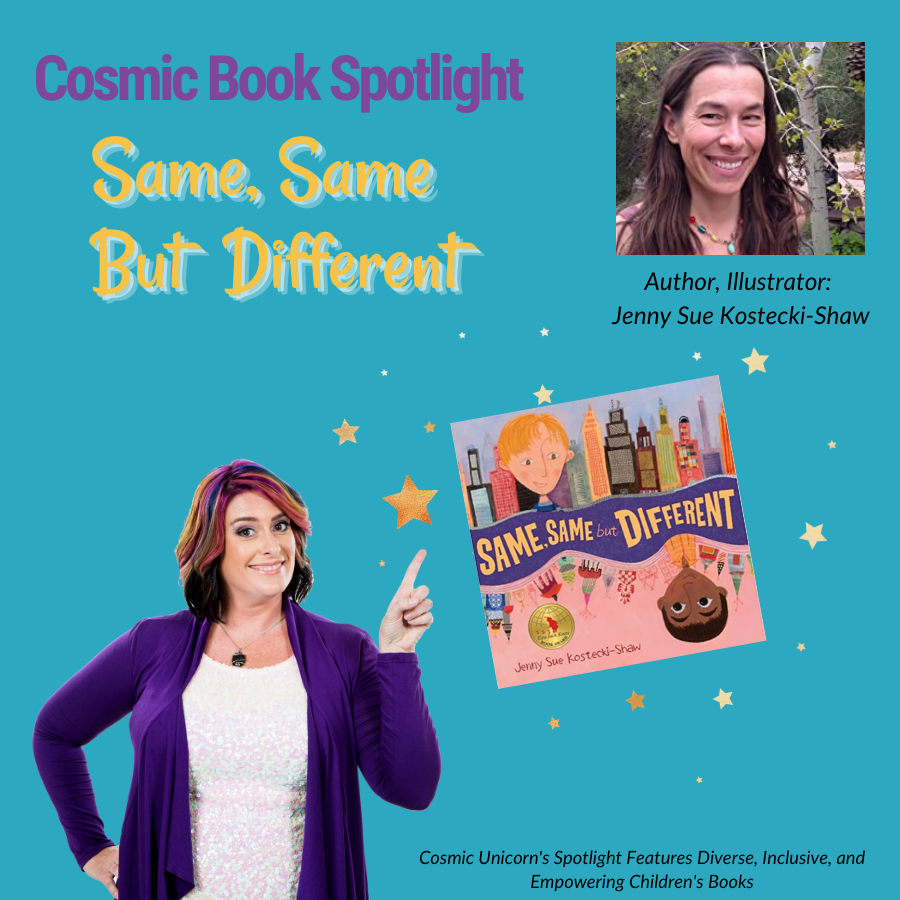 Cosmic Book Spotlight
Same, Same
But Different
Author, Illustrator:
Jenny Sue Kostecki-Shaw
SAME, SAME but DIFFERENT
Jenny Sue Kostecki-Shaw
Cosmic Unicorn's Spotlight Features Diverse, Inclusive, and
Empowering Children's Books